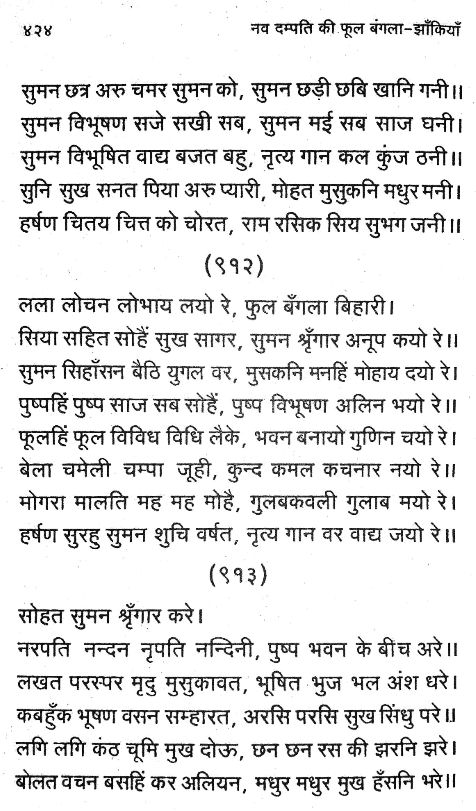 ४२४ नव दम्पति की फूल बंगला-झाँकियाँ
सुमन छत्र अरु चमर सुमन को, सुमन छड़ी छबि खानि गनी।।
सुमन विभूषण सजे सखी सब, सुमन मई सब साज घनी।
सुमन विभूषित वाद्य बजत बहु, नृत्य गान कल कुंज ठनी।।
सुनि सुख सनत पिया अरु प्यारी, मोहत मुसुकनि मधुर मनी।
हर्षण चितय चित्त को चोरत, राम रसिक सिय सुभग जनी।।
(९१२)
लला लोचन लोभाय लयो रे, फुल बँगला बिहारी।
सिया सहित सोहैं सुख सागर, सुमन श्रृँगार अनूप कयो रे।।
सुमन सिहाँसन बैठि युगल वर, मुसकनि मनहिं मोहाय दयो रे।
पुष्पहिं पुष्प साज सब सोहैं, पुष्प विभूषण अलिन भयो रे।।
फूलहिं फूल विविध विधि लैके, भवन बनायो गुणिन चयो रे।
बेला चमेली चम्पा जूही, कुन्द कमल कचनार नयो रे।।
मोगरा मालति मह मह मोहै, गुलबकवली गुलाब मयो रे।
हर्षण सुरहु सुमन शुचि वर्षत, नृत्य गान वर वाद्य जयो रे।।
(९१३)
सोहत सुमन श्रृँगार करे।
नरपति नन्दन नृपति नन्दिनी, पुष्प भवन के बींच अरे।।
लखत परस्पर मृदु मुसुकावत, भूषित भुज भल अंश धरे।
कबहुँक भूषण वसन सम्हारत, अरसि परसि सुख सिंधु परे।।
लगि लगि कंठ चूमि मुख दोऊ, छन छन रस की झरनि झरे।
बोलत वचन बसहिं कर अलियन, मधुर मधुर मुख हँसनि भरे।।